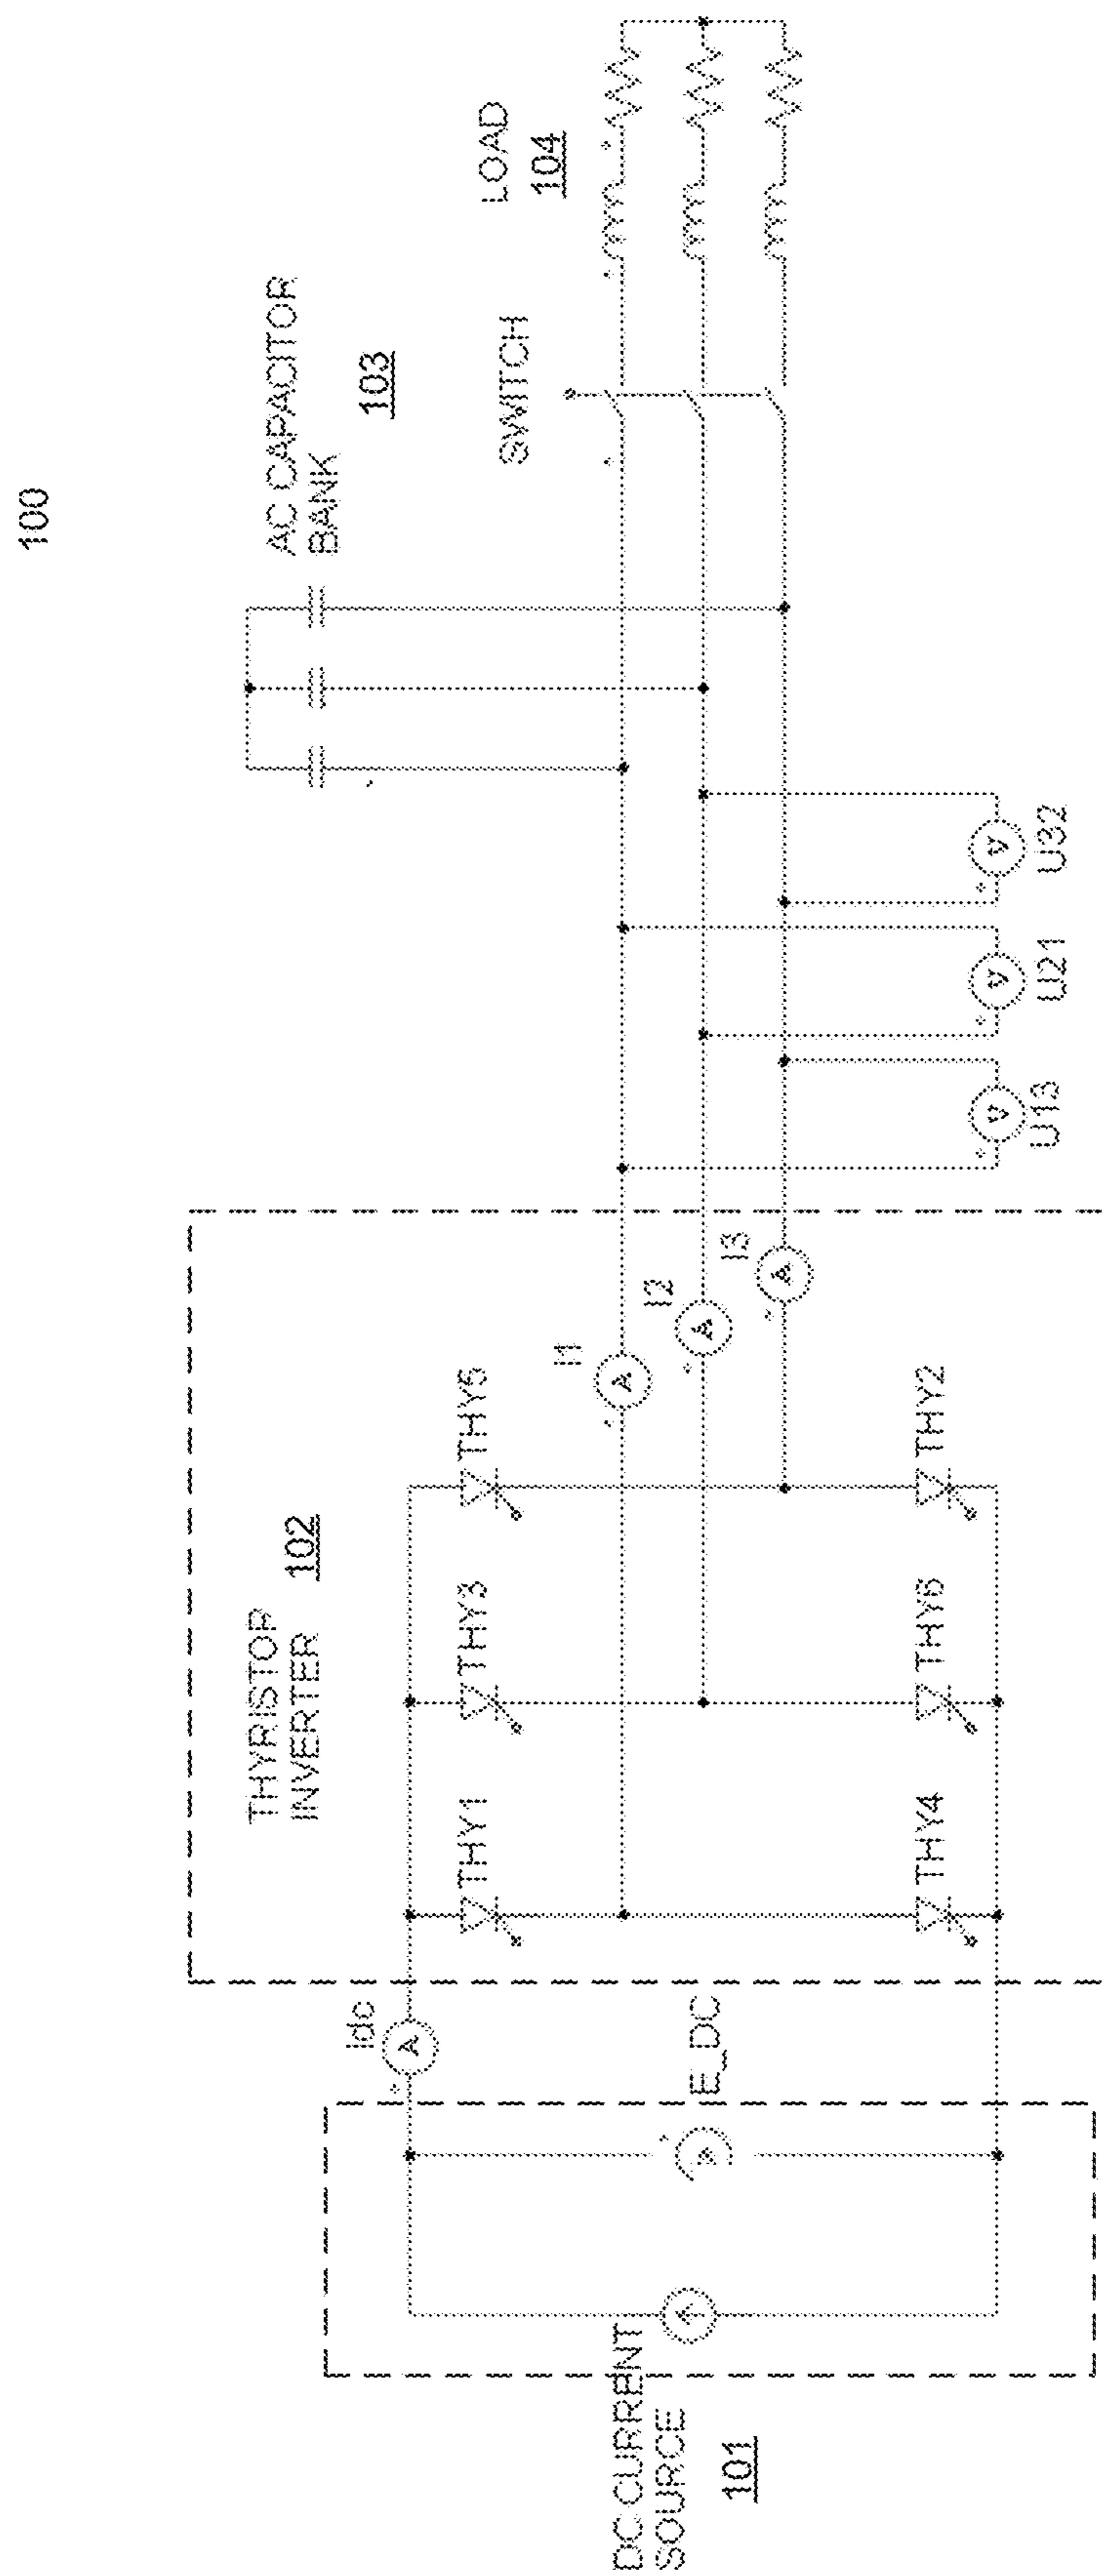 100
AC CAPACITOR
BANK
103
LOAD
104
SWITCH
THYRISTOR
INVERTER
102
THY1
THY3
THY5
THY4
THY6
THY2
I1
I2
I3
A
A
A
U13
U21
U32
V
V
V
Idc
A
E_DC
V
DC CURRENT
SOURCE
101